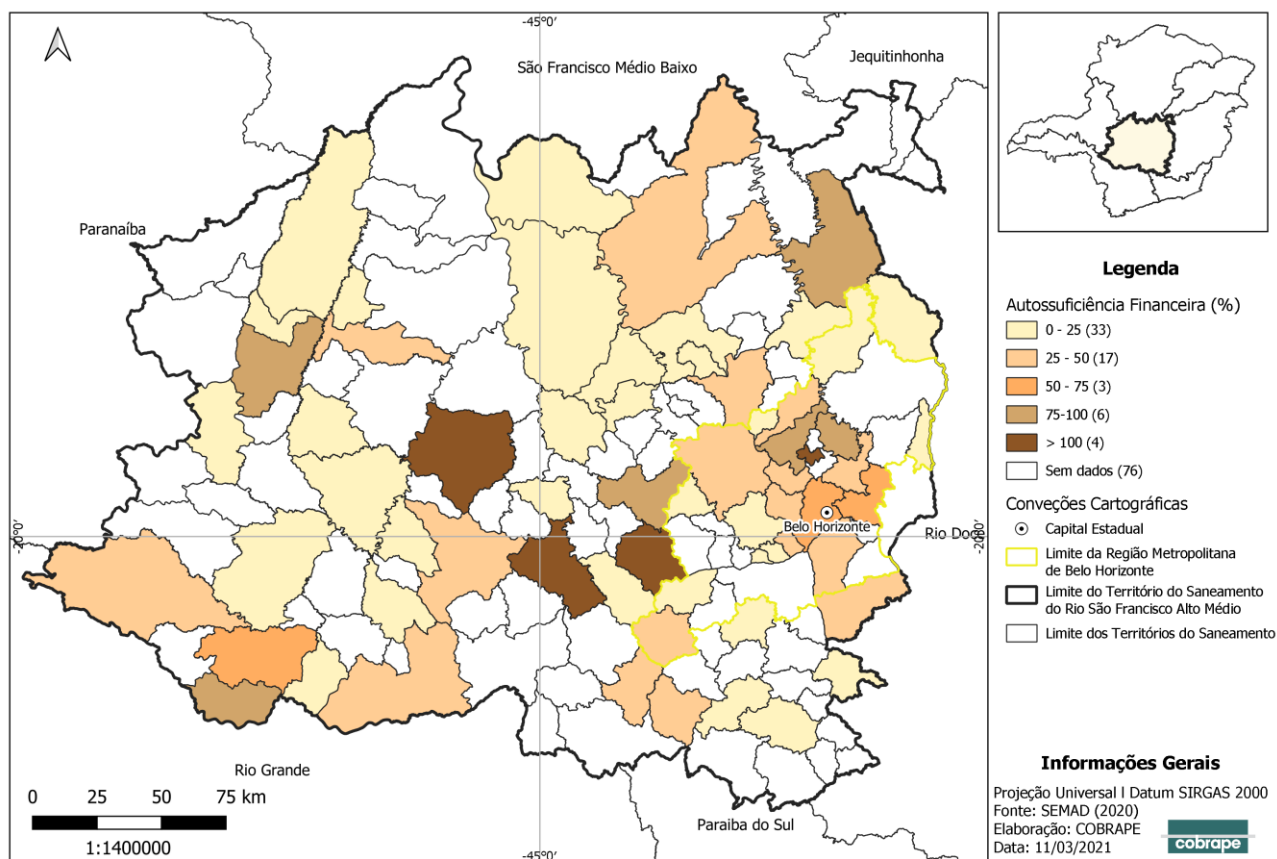 -45°0'
São Francisco Médio Baixo
Jequitinhonha
Paranaíba
-20°0'
Belo Horizonte
Rio Do
-20°0'
Rio Grande
Paraiba do Sul
-45°0'
0 25 50 75 km
1:1400000
Legenda
Autossuficiência Financeira (%)
0 - 25 (33)
25 - 50 (17)
50 - 75 (3)
75-100 (6)
> 100 (4)
Sem dados (76)
Conveções Cartográficas
Capital Estadual
Limite da Região Metropolitana
de Belo Horizonte
Limite do Território do Saneamento
do Rio São Francisco Alto Médio
Limite dos Territórios do Saneamento
Informações Gerais
Projeção Universal l Datum SIRGAS 2000
Fonte: SEMAD (2020)
Elaboração: COBRAPE
Data: 11/03/2021
cobrape